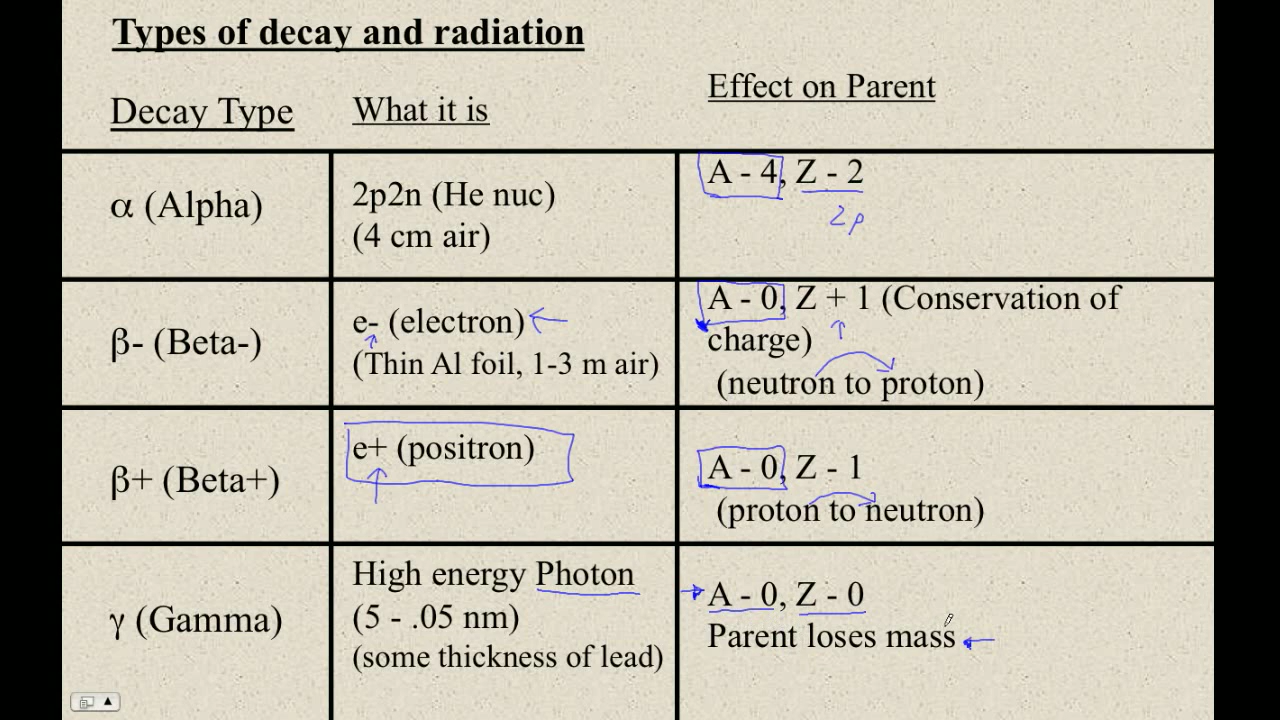 Types of decay and radiation
Decay Type What it is Effect on Parent
α (Alpha)
2p2n (He nuc)
(4 cm air)
A - 4, Z - 2
2p
β- (Beta-)
e- (electron)
(Thin Al foil, 1-3 m air)
A - 0, Z + 1 (Conservation of
charge)
(neutron to proton)
β+ (Beta+)
e+ (positron)
A - 0, Z - 1
(proton to neutron)
γ (Gamma)
High energy Photon
(5 - .05 nm)
(some thickness of lead)
A - 0, Z - 0
Parent loses mass